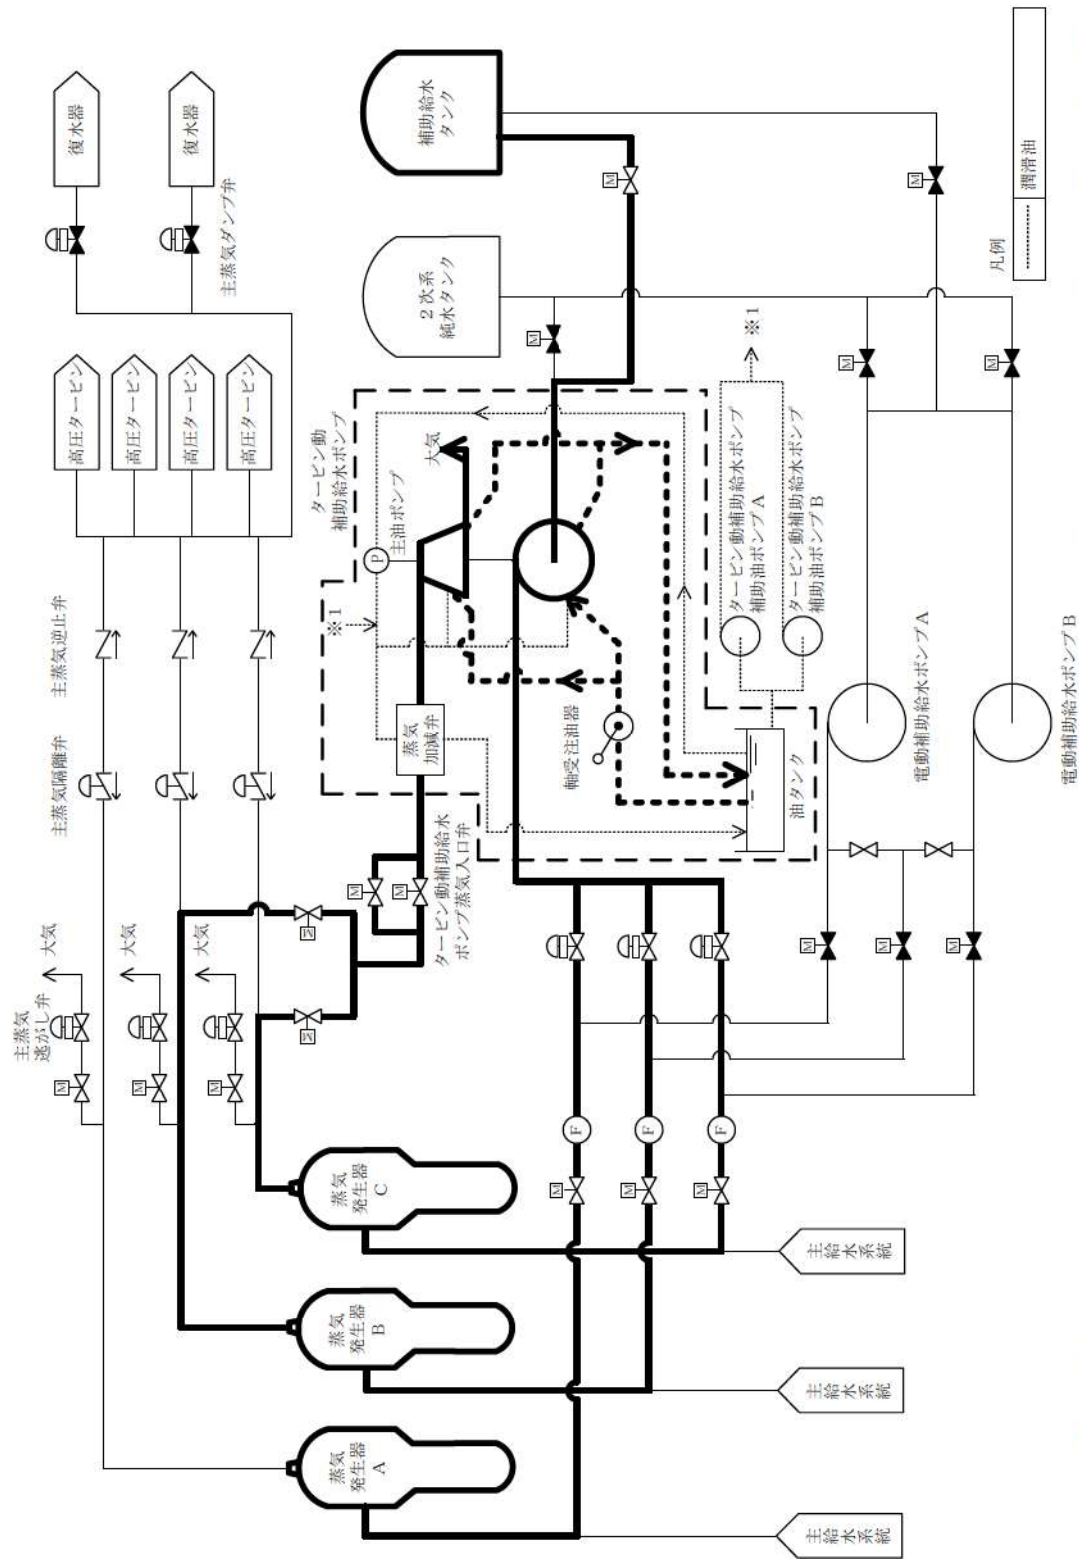 復水器
復水器
主蒸気ダンプ弁
高圧タービン
高圧タービン
高圧タービン
高圧タービン
主蒸気逆止弁
主蒸気隔離弁
大気
大気
大気
主蒸気
逃がし弁
M
M
M
補助給水
タンク
2次系
純水タンク
M
M
M
M
M
凡例
潤滑油
タービン動
補助給水ポンプ
大気
主油ポンプ
P
※1
蒸気
加減弁
軸受注油器
油タンク
※1
タービン動補助給水ポンプ
補助油ポンプA
タービン動補助給水ポンプ
補助油ポンプB
電動補助給水ポンプA
電動補助給水ポンプB
タービン動補助給水
ポンプ蒸気入口弁
M
M
M
M
M
M
M
F
F
F
M
M
M
蒸気
発生器
C
蒸気
発生器
B
蒸気
発生器
A
主給水系統
主給水系統
主給水系統